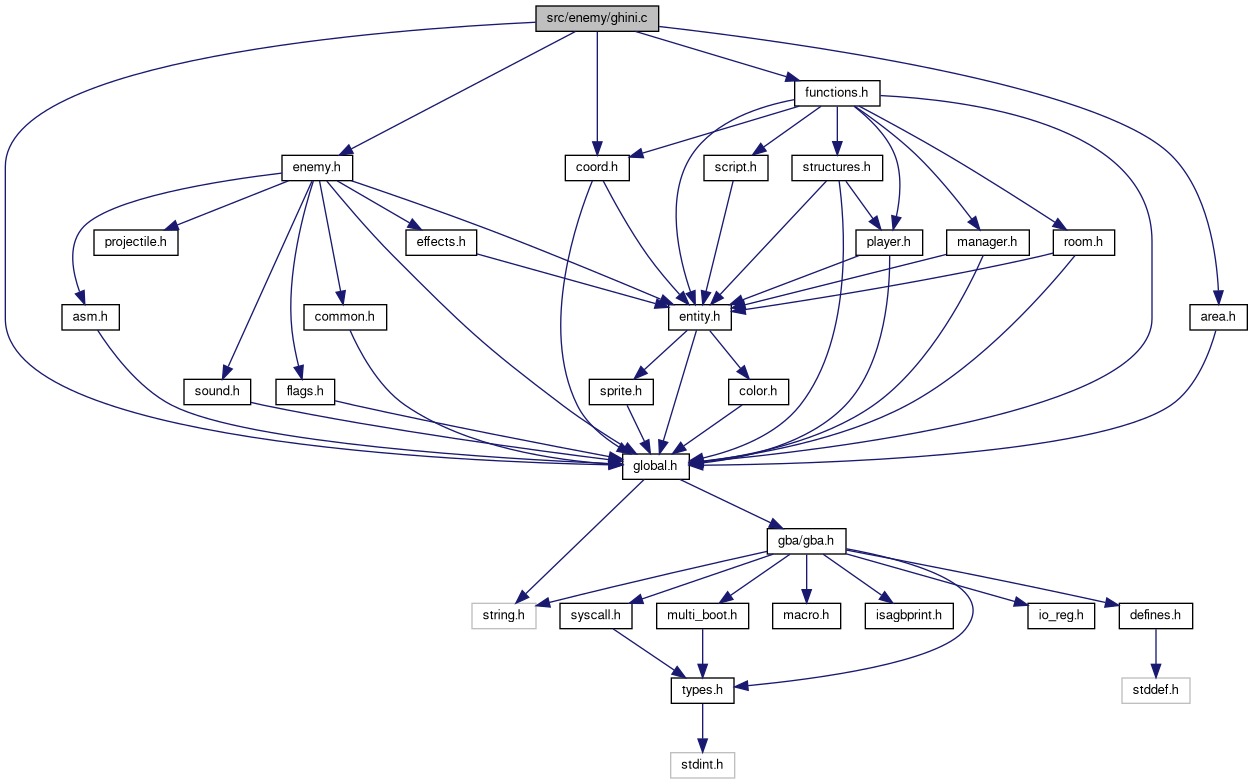 src/enemy/ghini.c
functions.h
enemy.h
coord.h
script.h
structures.h
projectile.h
effects.h
player.h
manager.h
room.h
asm.h
common.h
entity.h
area.h
sound.h
flags.h
sprite.h
color.h
global.h
gba/gba.h
string.h
syscall.h
multi_boot.h
macro.h
isagbprint.h
io_reg.h
defines.h
types.h
stddef.h
stdint.h